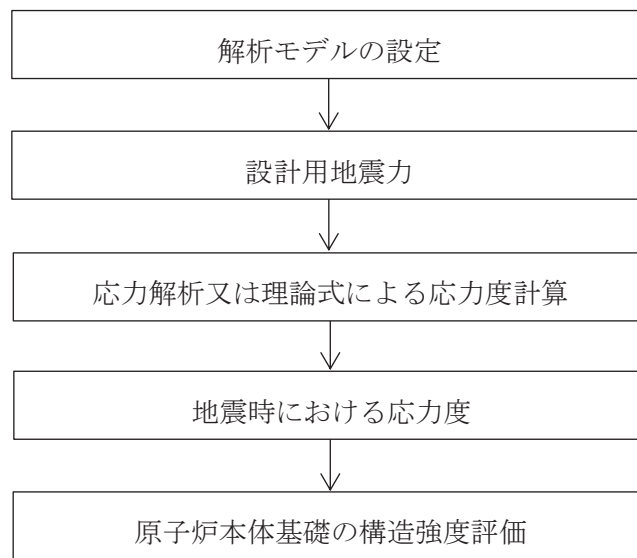 解析モデルの設定
設計用地震力
応力解析又は理論式による応力度計算
地震時における応力度
原子炉本体基礎の構造強度評価